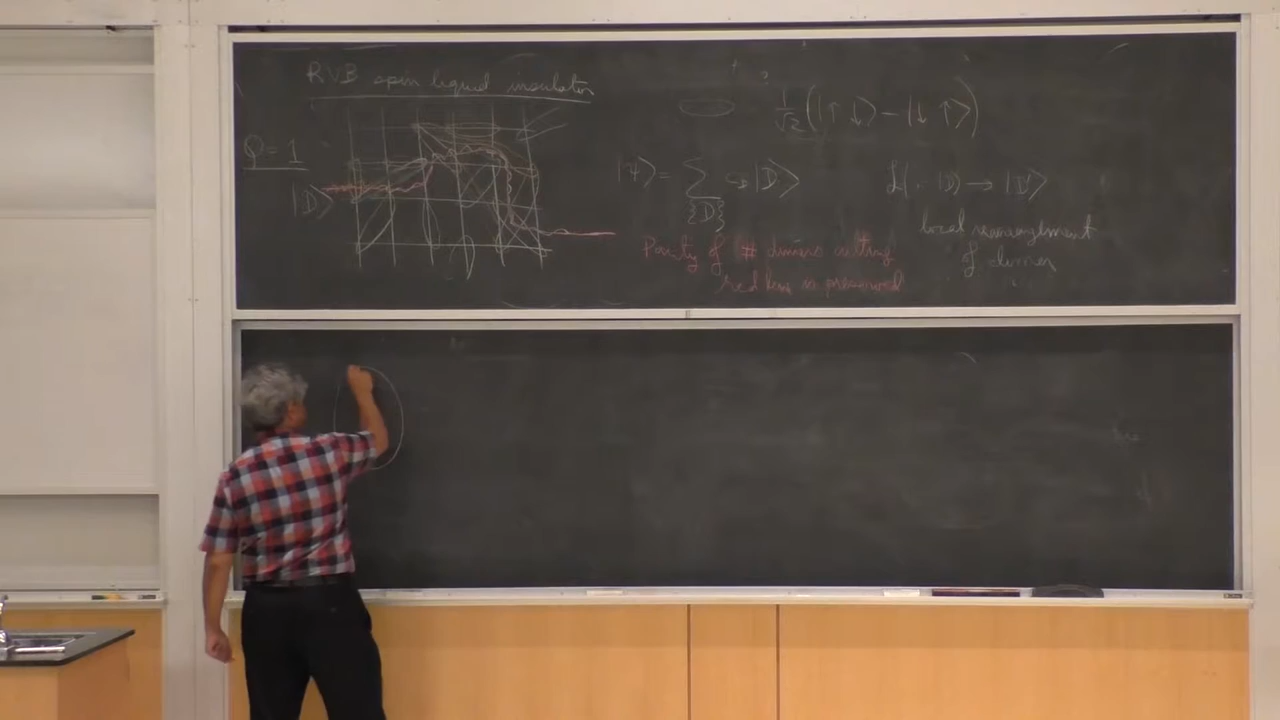 RVB spin liquid insulator
1/√2 (|↑ ↓⟩ − |↓ ↑⟩)
Q = 1
|D⟩
|Ψ⟩ = Σ_{D} c_D |D⟩
|D⟩ → |D'⟩
Parity of # dimers cutting
red line is preserved
local rearrangement
of dimers